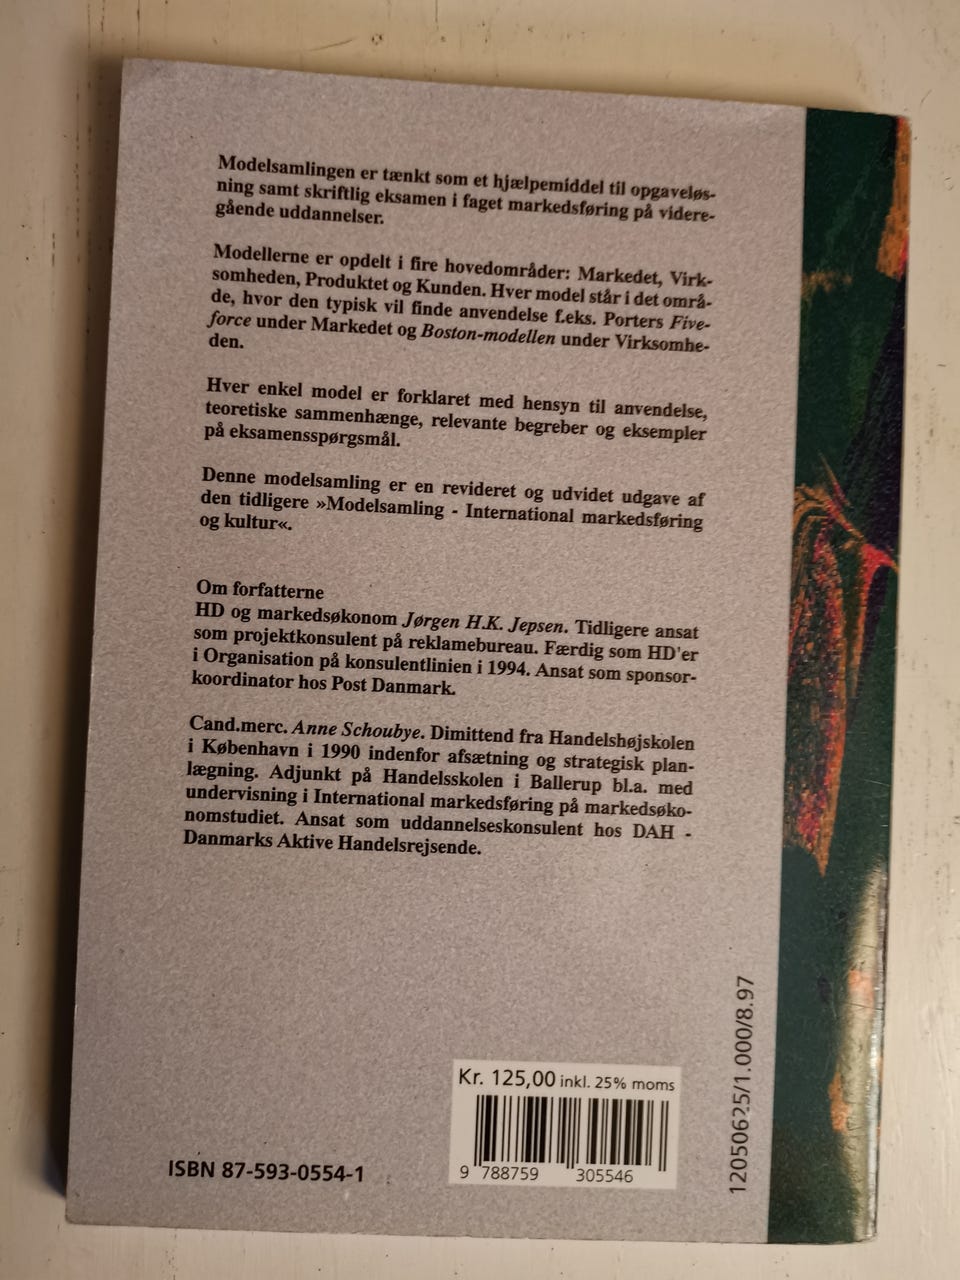 Modelsamlingen er tænkt som et hjælpemiddel til opgaveløs-
ning samt skriftlig eksamen i faget markedsføring på videre-
gående uddannelser.
Modellerne er opdelt i fire hovedområder: Markedet, Virk-
somheden, Produktet og Kunden. Hver model står i det områ-
de, hvor den typisk vil finde anvendelse f.eks. Porters Five-
force under Markedet og Boston-modellen under Virksomhe-
den.
Hver enkel model er forklaret med hensyn til anvendelse,
teoretiske sammenhænge, relevante begreber og eksempler
på eksamensspørgsmål.
Denne modelsamling er en revideret og udvidet udgave af
den tidligere »Modelsamling - International markedsføring
og kultur«.
Om forfatterne
HD og markedsøkonom Jørgen H.K. Jepsen. Tidligere ansat
som projektkonsulent på reklamebureau. Færdig som HD'er
i Organisation på konsulentlinien i 1994. Ansat som sponsor-
koordinator hos Post Danmark.
Cand.merc. Anne Schoubye. Dimittend fra Handelshøjskolen
i København i 1990 indenfor afsætning og strategisk plan-
lægning. Adjunkt på Handelsskolen i Ballerup bl.a. med
undervisning i International markedsføring på markedsøko-
nomstudiet. Ansat som uddannelseskonsulent hos DAH -
Danmarks Aktive Handelsrejsende.
Kr. 125,00 inkl. 25% moms
9 788759 305546
ISBN 87-593-0554-1
12050625/1.000/8.97